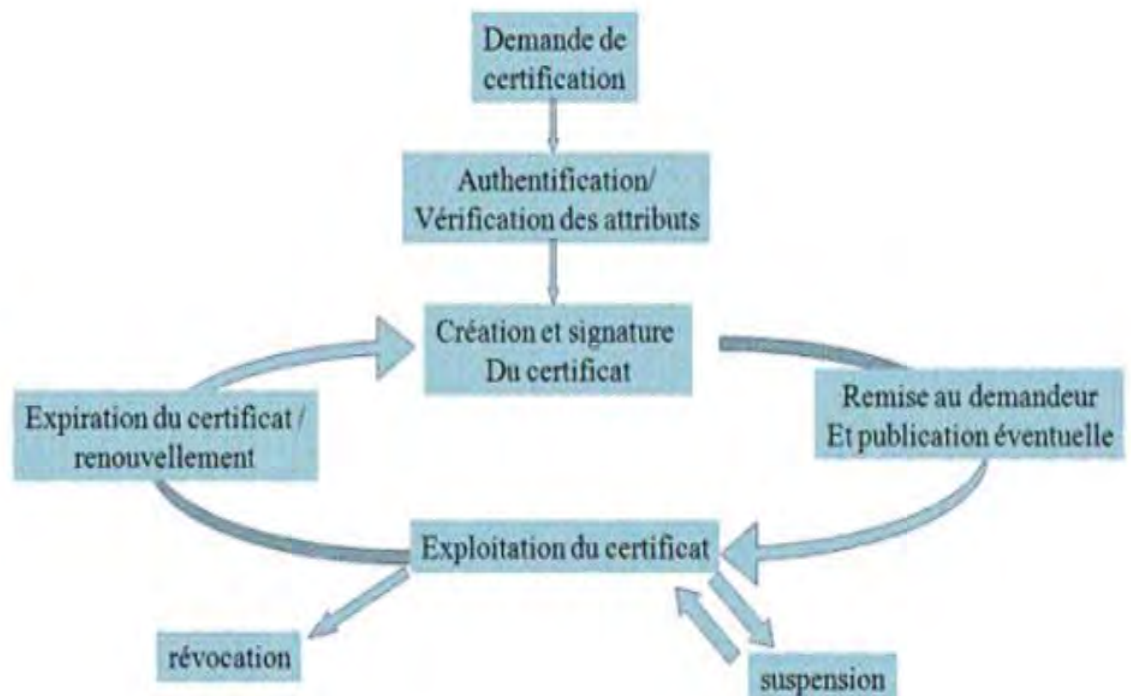 Demande de
certification
Authentification/
Vérification des attributs
Création et signature
Du certificat
Remise au demandeur
Et publication éventuelle
Expiration du certificat /
renouvellement
Exploitation du certificat
révocation
suspension